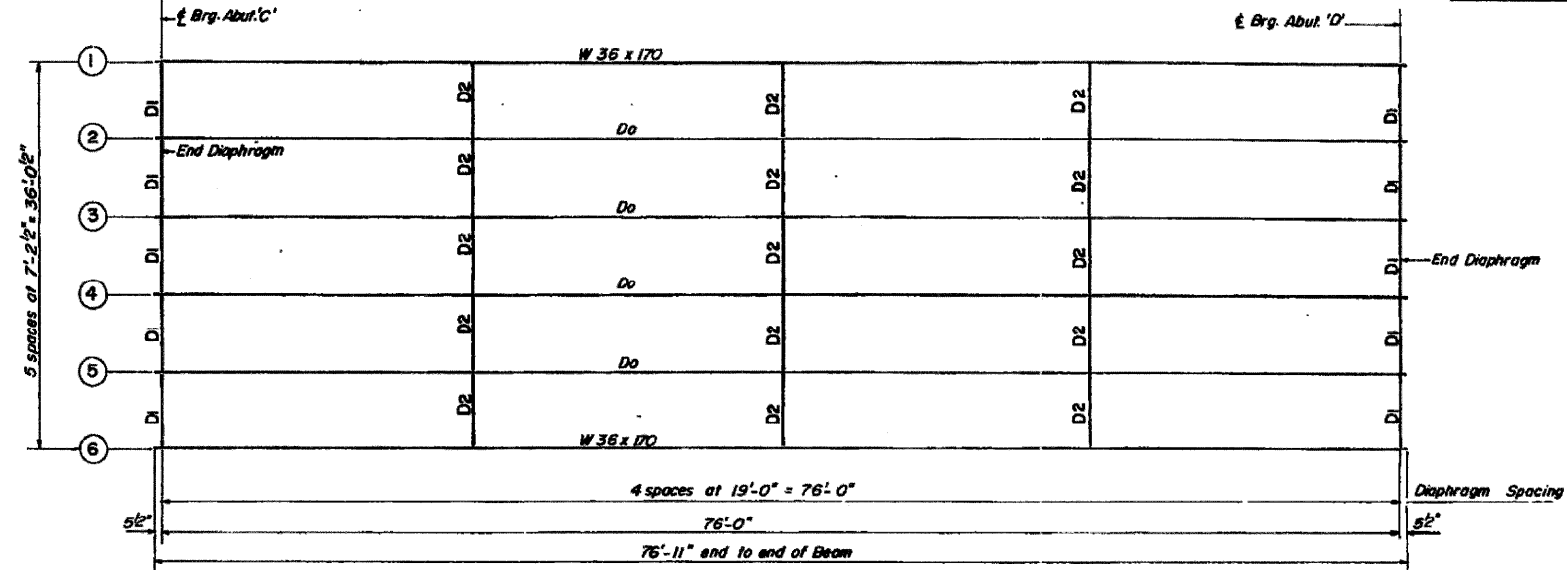 ℄ Brg. Abut. 'C'
℄ Brg. Abut. 'D'
1
W 36 x 170
D1 D2 D2 D2 D1
2
Do
End Diaphragm
D1 D2 D2 D2 D1
3
Do
5 spaces at 7'-2½" = 36'-0½"
D1 D2 D2 D2 D1
End Diaphragm
4
Do
D1 D2 D2 D2 D1
5
Do
D1 D2 D2 D2 D1
6
W 36 x 170
4 spaces at 19'-0" = 76'-0"
Diaphragm Spacing
5½"
76'-0"
5½"
76'-11" end to end of Beam